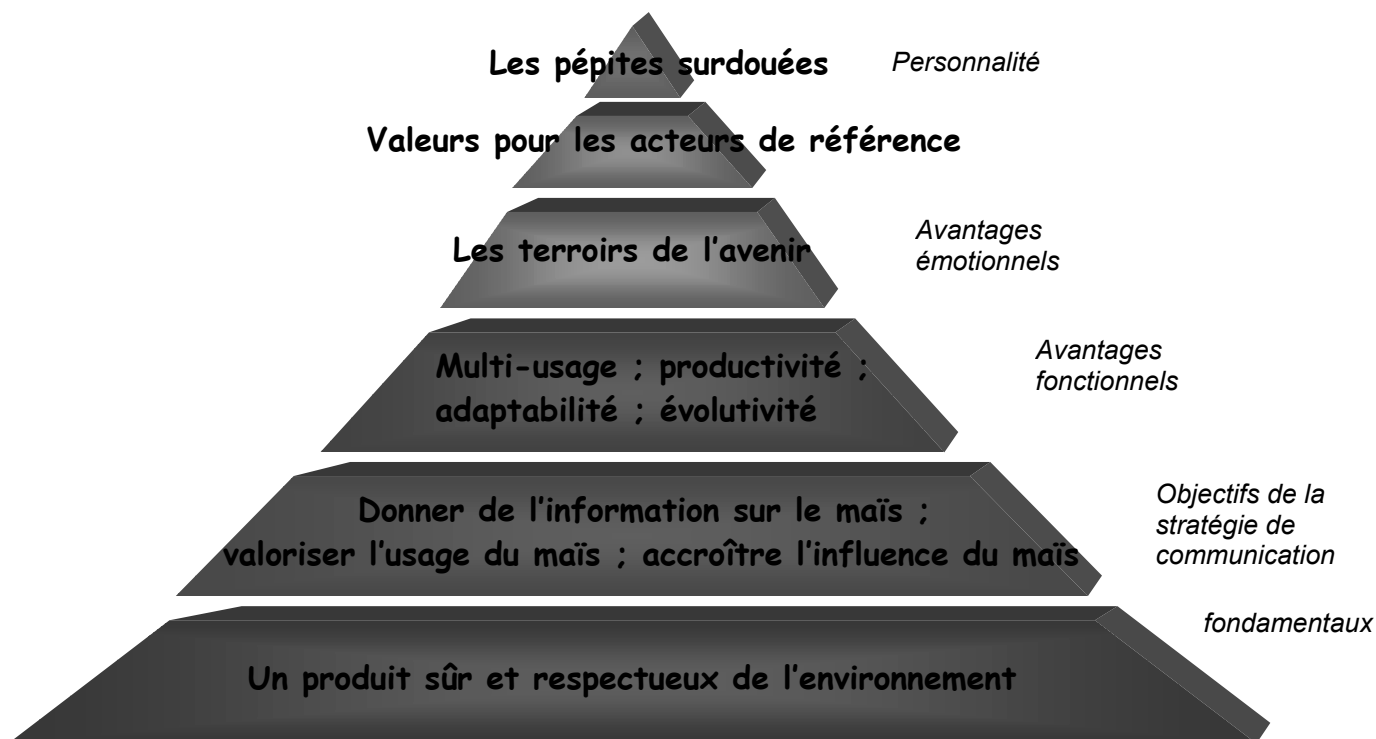 Les pépites surdouées
Personnalité
Valeurs pour les acteurs de référence
Les terroirs de l'avenir
Avantages
émotionnels
Multi-usage ; productivité ;
adaptabilité ; évolutivité
Avantages
fonctionnels
Donner de l'information sur le maïs ;
valoriser l'usage du maïs ; accroître l'influence du maïs
Objectifs de la
stratégie de
communication
fondamentaux
Un produit sûr et respectueux de l'environnement